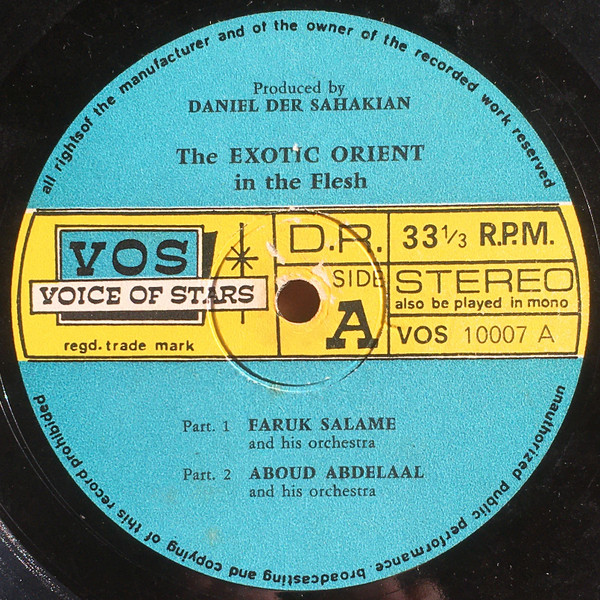 all rights of the manufacturer and of the owner of the recorded work reserved
Produced by
DANIEL DER SAHAKIAN
The EXOTIC ORIENT
in the Flesh
VOS
VOICE OF STARS
regd. trade mark
D.R.
SIDE
A
33 1/3 R.P.M.
STEREO
also be played in mono
VOS 10007 A
Part. 1 FARUK SALAME
and his orchestra
Part. 2 ABOUD ABDELAAL
and his orchestra
unauthorized public performance. broadcasting and copying of this record prohibited